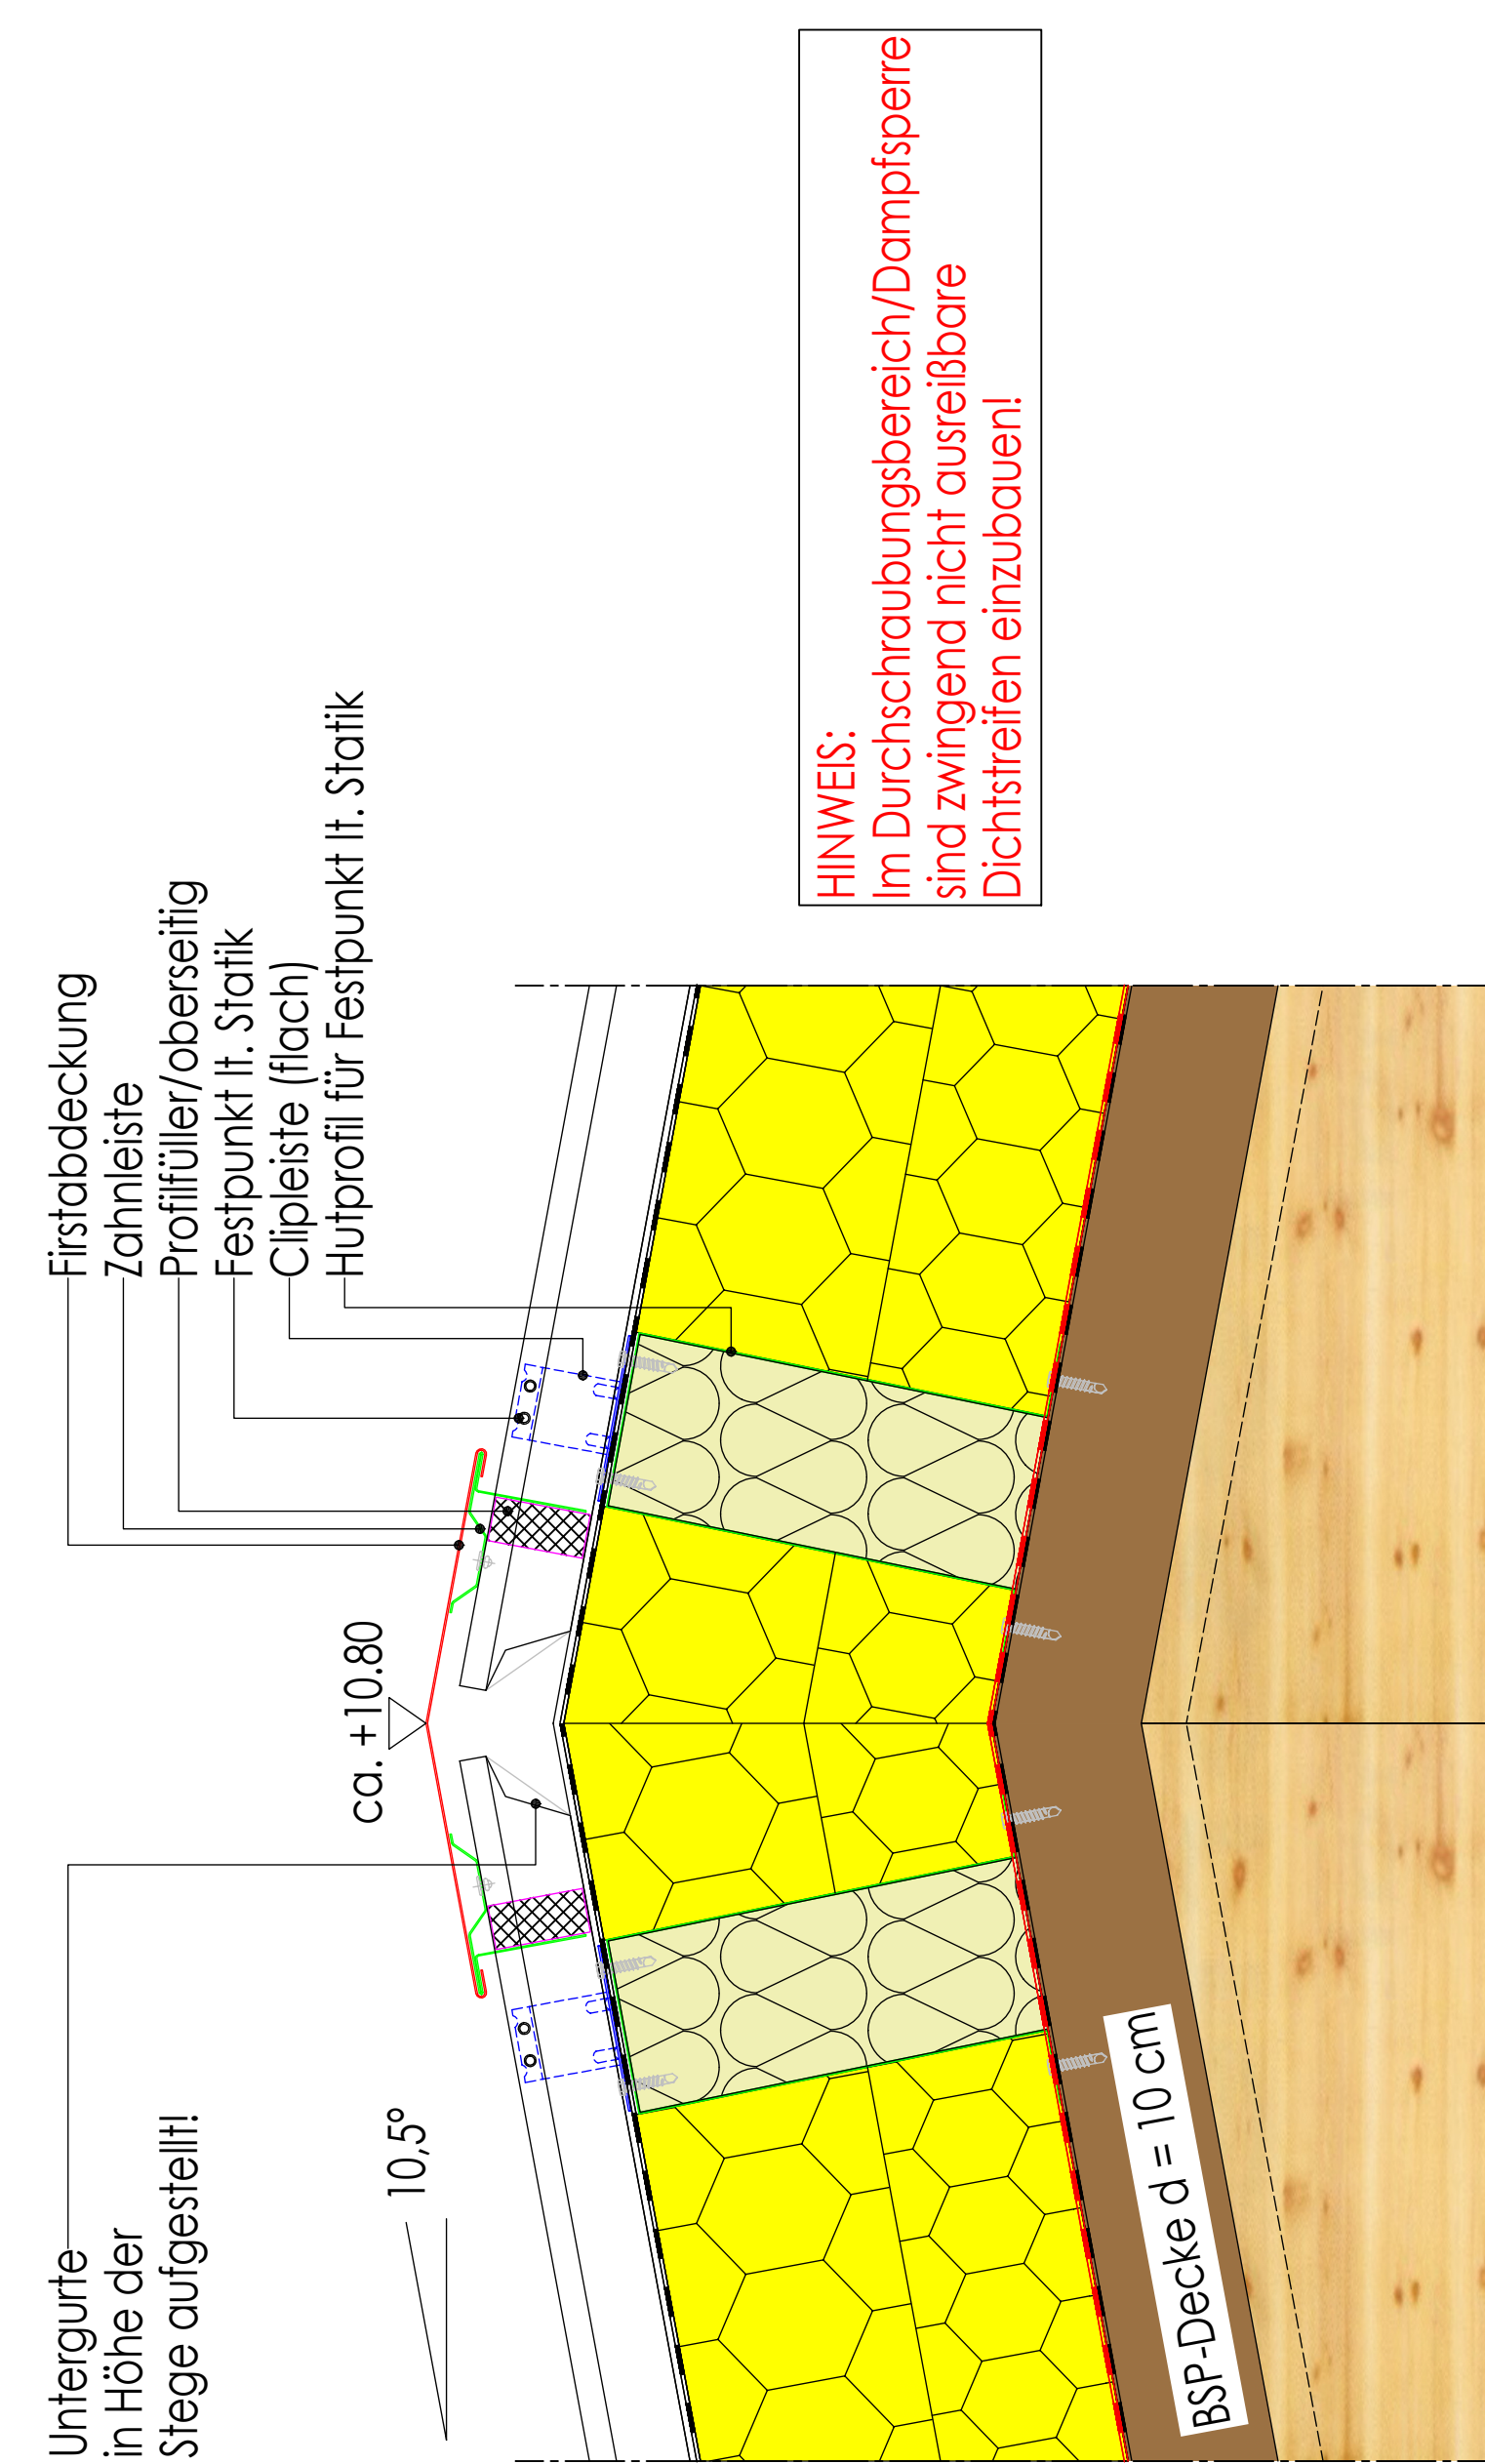 Untergurte
in Höhe der
Stege aufgestellt!
Firstabdeckung
Zahnleiste
Profilfüller/oberseitig
Festpunkt lt. Statik
Clipleiste (flach)
Hutprofil für Festpunkt lt. Statik
ca. +10.80
10,5°
HINWEIS:
Im Durchschraubungsbereich/Dampfsperre
sind zwingend nicht ausreißbare
Dichtstreifen einzubauen!
BSP-Decke d = 10 cm